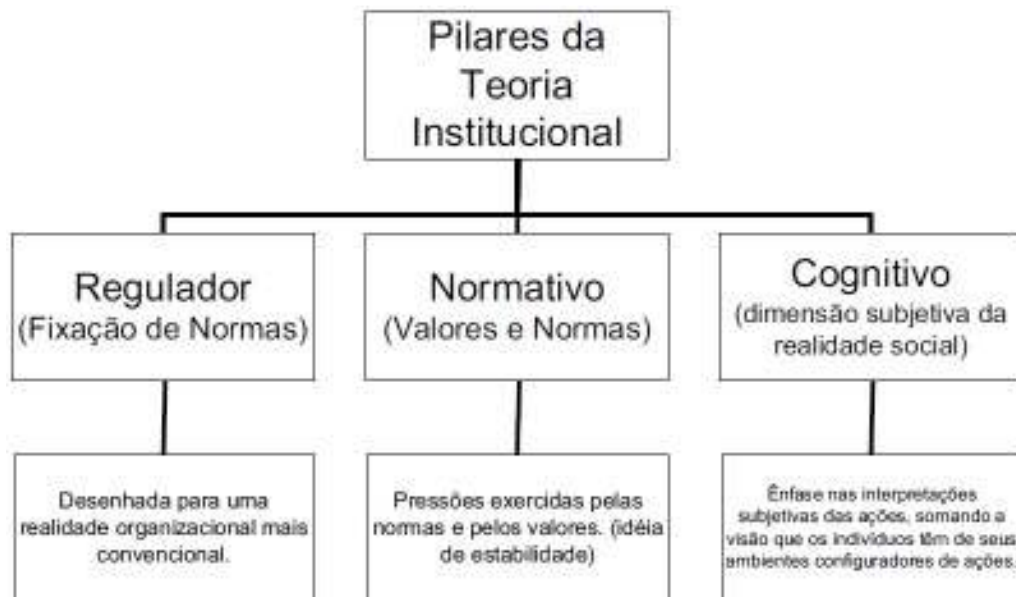 Pilares da
Teoria
Institucional
Regulador
(Fixação de Normas)
Normativo
(Valores e Normas)
Cognitivo
(dimensão subjetiva da
realidade social)
Desenhada para uma
realidade organizacional mais
convencional.
Pressões exercidas pelas
normas e pelos valores. (idéia
de estabilidade)
Ênfase nas interpretações
subjetivas das ações, somando a
visão que os indivíduos têm de seus
ambientes configuradores de ações.